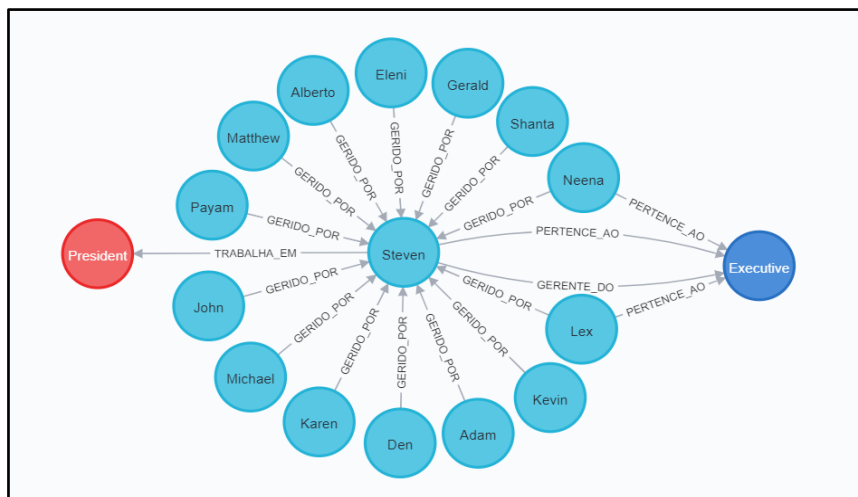 Eleni
Alberto
Gerald
Matthew
Shanta
Neena
Payam
President
Steven
Executive
John
Michael
Karen
Den
Adam
Kevin
Lex
GERIDO_POR
GERIDO_POR
GERIDO_POR
GERIDO_POR
GERIDO_POR
GERIDO_POR
GERIDO_POR
PERTENCE_AO
PERTENCE_AO
TRABALHA_EM
GERENTE_DO
GERIDO_POR
PERTENCE_AO
GERIDO_POR
GERIDO_POR
GERIDO_POR
GERIDO_POR
GERIDO_POR
GERIDO_POR